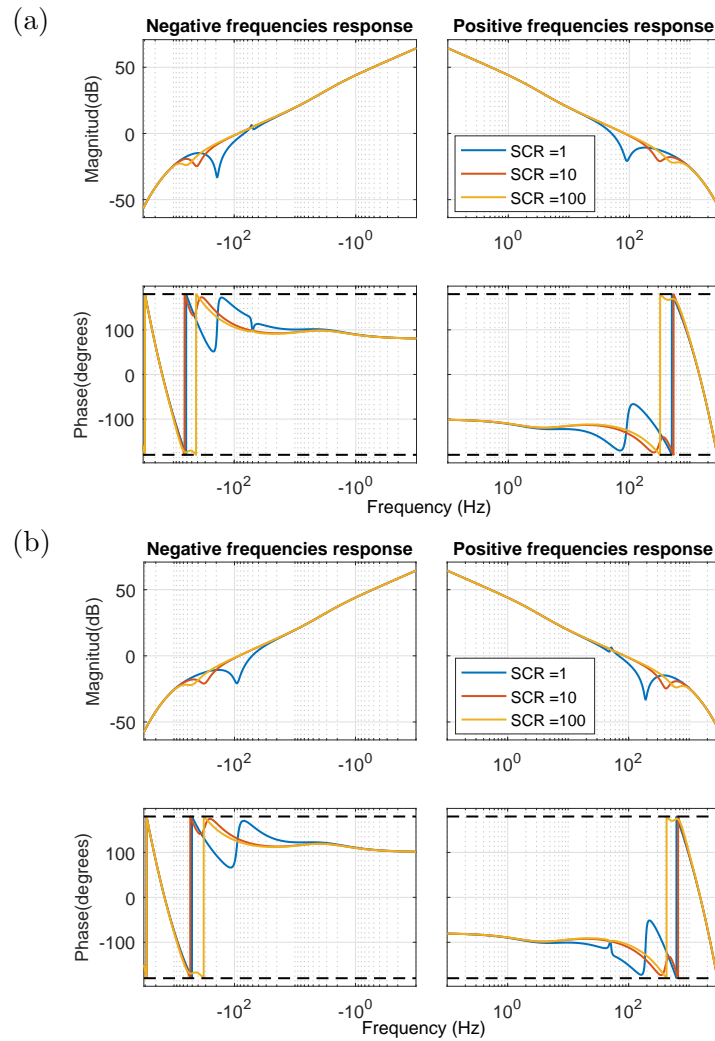 (a)
Negative frequencies response
Positive frequencies response
Magnitud(dB)
50
0
-50
SCR =1
SCR =10
SCR =100
-10^2
-10^0
10^0
10^2
Phase(degrees)
100
0
-100
-10^2
-10^0
10^0
10^2
Frequency (Hz)
(b)
Negative frequencies response
Positive frequencies response
Magnitud(dB)
50
0
-50
SCR =1
SCR =10
SCR =100
-10^2
-10^0
10^0
10^2
Phase(degrees)
100
0
-100
-10^2
-10^0
10^0
10^2
Frequency (Hz)